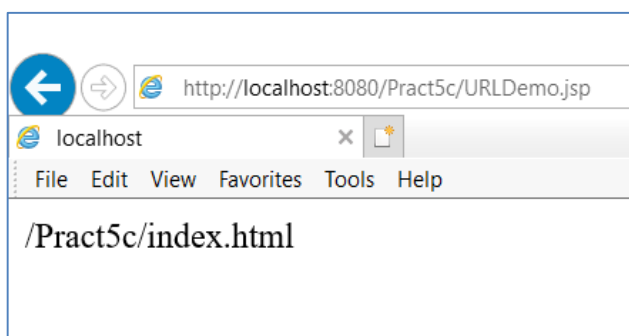 http://localhost:8080/Pract5c/URLDemo.jsp
localhost
File Edit View Favorites Tools Help
/Pract5c/index.html